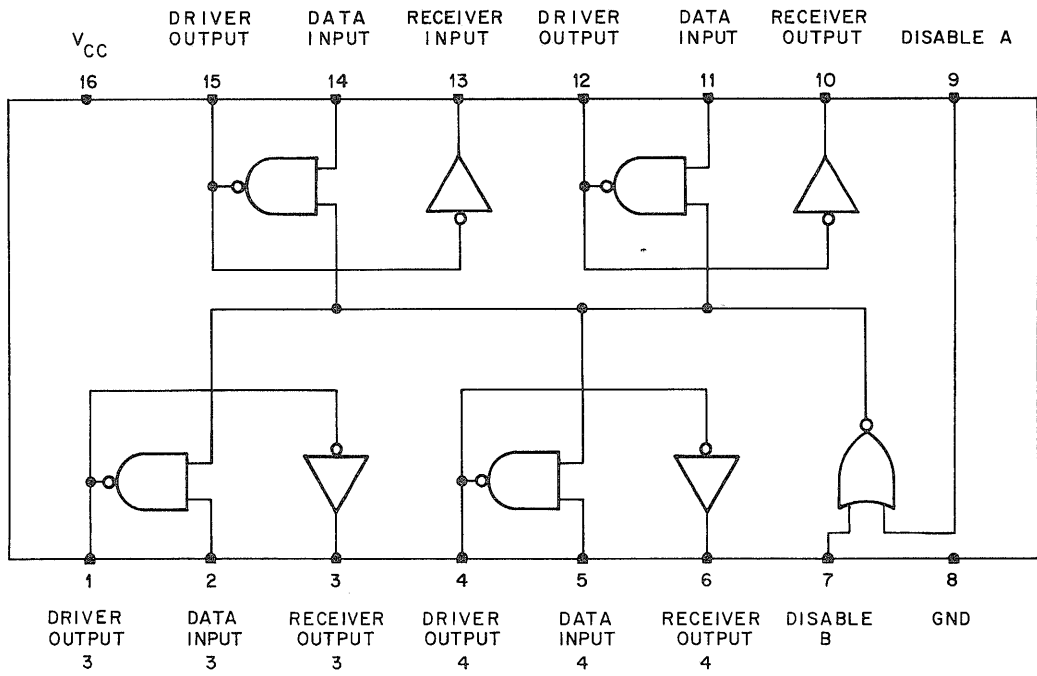 DRIVER OUTPUT
DATA INPUT
RECEIVER INPUT
DRIVER OUTPUT
DATA INPUT
RECEIVER OUTPUT
DISABLE A
VCC
16 15 14 13 12 11 10 9
1 2 3 4 5 6 7 8
DRIVER OUTPUT 3
DATA INPUT 3
RECEIVER OUTPUT 3
DRIVER OUTPUT 4
DATA INPUT 4
RECEIVER OUTPUT 4
DISABLE B
GND